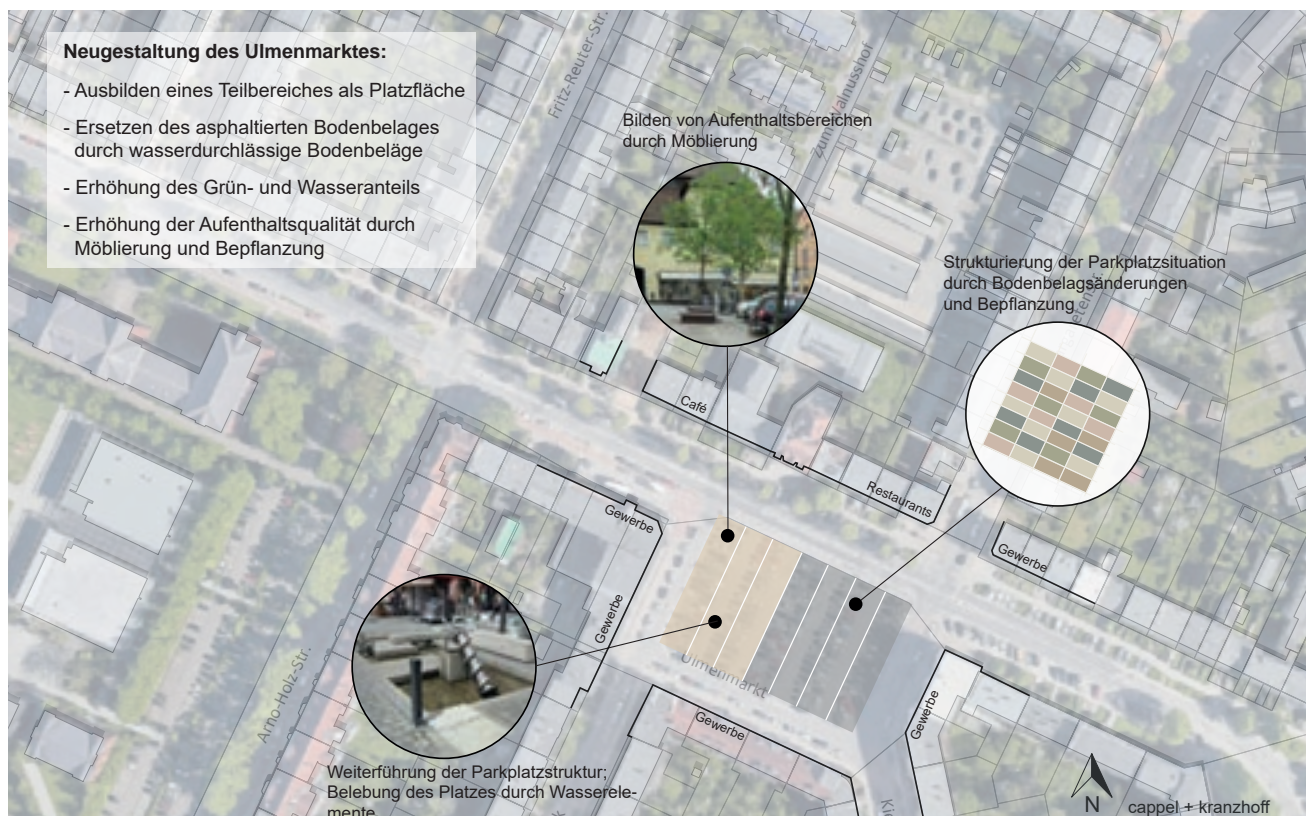 Neugestaltung des Ulmenmarktes:
- Ausbilden eines Teilbereiches als Platzfläche
- Ersetzen des asphaltierten Bodenbelages
durch wasserdurchlässige Bodenbeläge
- Erhöhung des Grün- und Wasseranteils
- Erhöhung der Aufenthaltsqualität durch
Möblierung und Bepflanzung
Fritz-Reuter-Str.
Zum Walnusshof
Bilden von Aufenthaltsbereichen
durch Möblierung
Strukturierung der Parkplatzsituation
durch Bodenbelagsänderungen
und Bepflanzung
Café
Restaurants
Gewerbe
Gewerbe
Gewerbe
Ulmenmarkt
Arno-Holz-Str.
Gewerbe
Gewerbe
Weiterführung der Parkplatzstruktur;
Belebung des Platzes durch Wasserele-
mente
N
cappel + kranzhoff